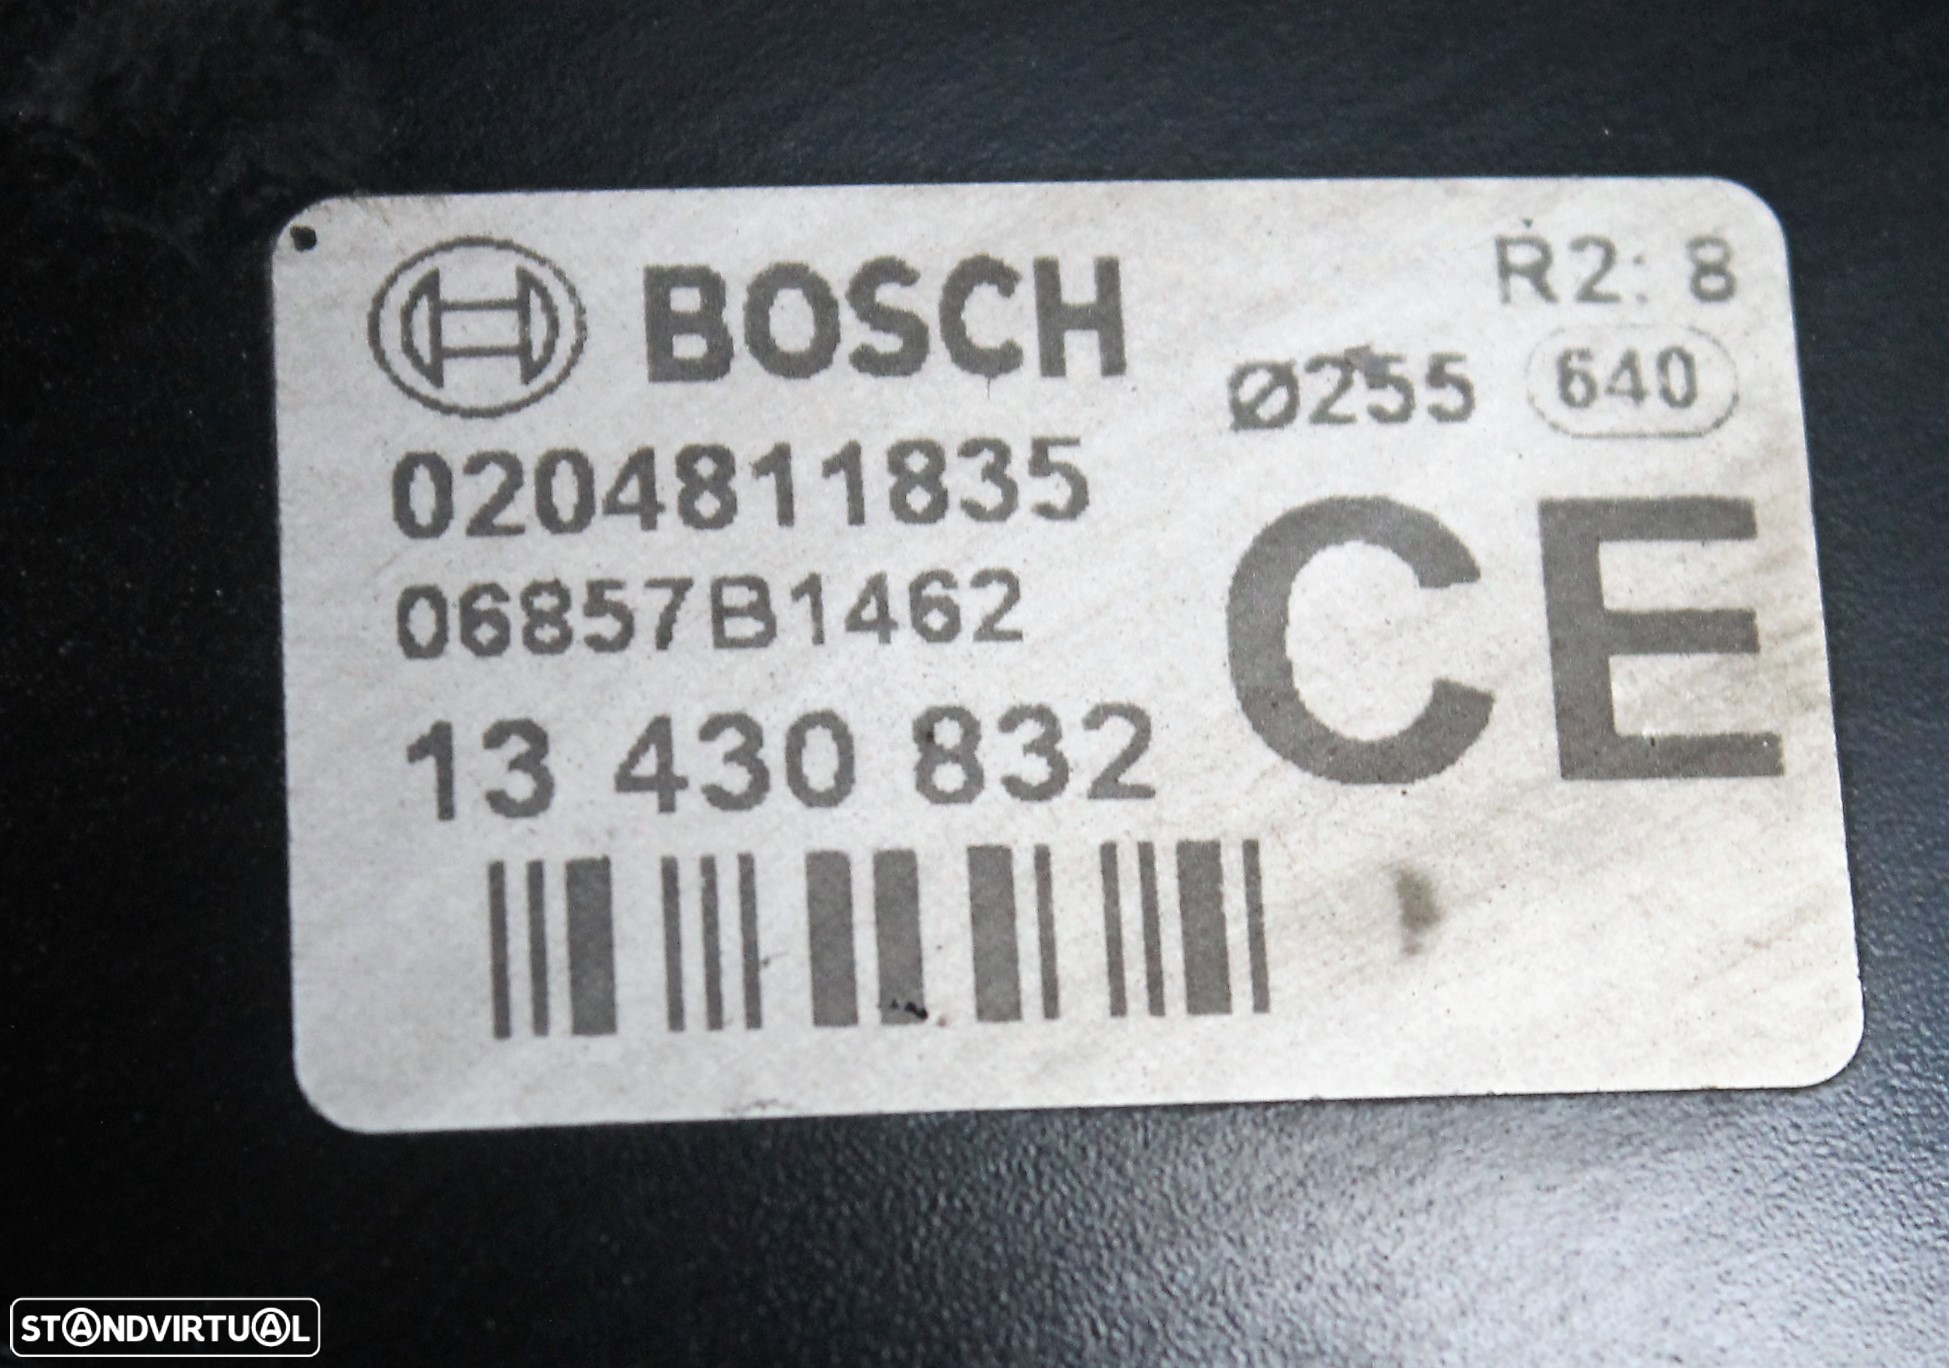 BOSCH
R2: 8
Ø255 640
0204811835
06857B1462
CE
13 430 832
STANDVIRTUAL